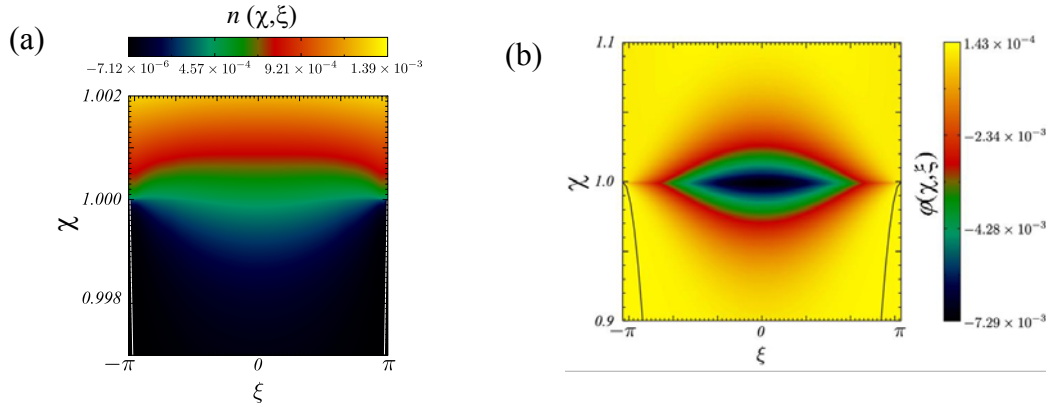 (a)
n (χ,ξ)
−7.12 × 10⁻⁶ 4.57 × 10⁻⁴ 9.21 × 10⁻⁴ 1.39 × 10⁻³
1.002
1.000
0.998
χ
−π 0 π
ξ
(b)
1.1
1.0
0.9
χ
−π 0 π
ξ
1.43 × 10⁻⁴
−2.34 × 10⁻³
−4.28 × 10⁻³
−7.29 × 10⁻³
φ(χ,ξ)